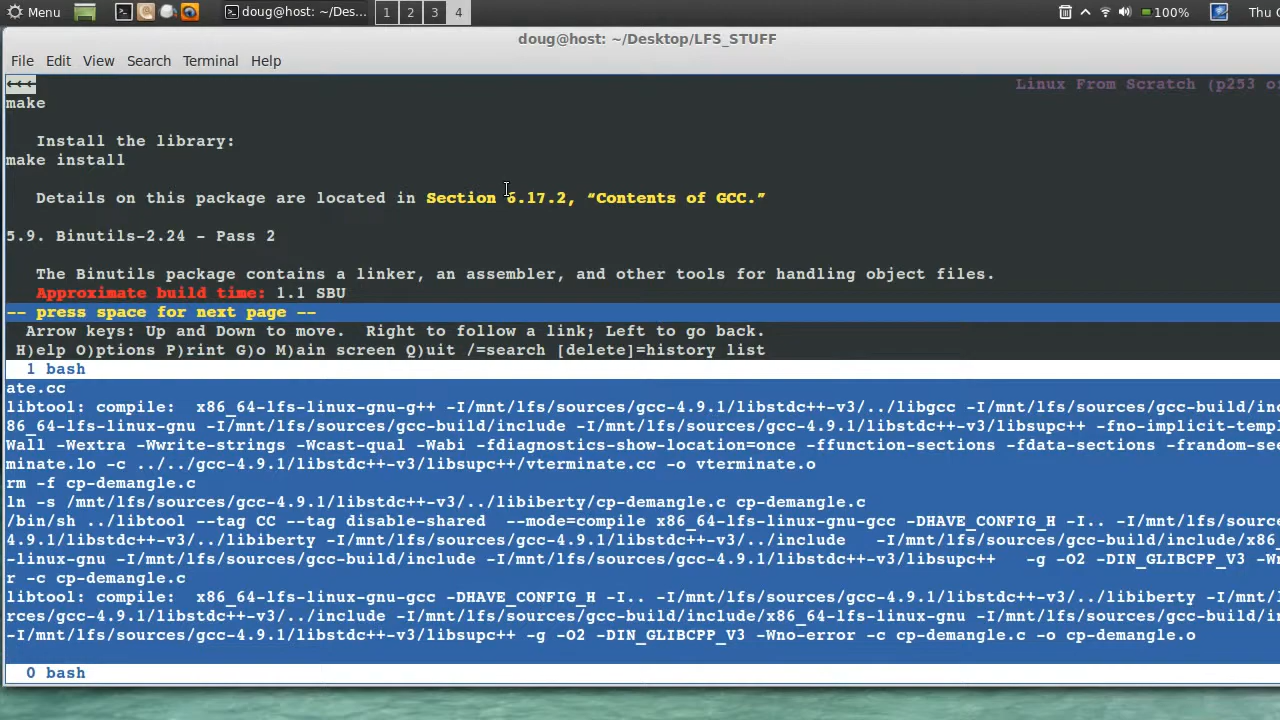 Menu doug@host: ~/Des... 1 2 3 4 100% Thu
doug@host: ~/Desktop/LFS_STUFF
File Edit View Search Terminal Help
←←← Linux From Scratch (p253 o
make
Install the library:
make install
Details on this package are located in Section 6.17.2, “Contents of GCC.”
5.9. Binutils-2.24 - Pass 2
The Binutils package contains a linker, an assembler, and other tools for handling object files.
Approximate build time: 1.1 SBU
-- press space for next page --
Arrow keys: Up and Down to move. Right to follow a link; Left to go back.
H)elp O)ptions P)rint G)o M)ain screen Q)uit /=search [delete]=history list
1 bash
ate.cc
libtool: compile: x86_64-lfs-linux-gnu-g++ -I/mnt/lfs/sources/gcc-4.9.1/libstdc++-v3/../libgcc -I/mnt/lfs/sources/gcc-build/inc
86_64-lfs-linux-gnu -I/mnt/lfs/sources/gcc-build/include -I/mnt/lfs/sources/gcc-4.9.1/libstdc++-v3/libsupc++ -fno-implicit-templ
Wall -Wextra -Wwrite-strings -Wcast-qual -Wabi -fdiagnostics-show-location=once -ffunction-sections -fdata-sections -frandom-see
minate.lo -c ../../gcc-4.9.1/libstdc++-v3/libsupc++/vterminate.cc -o vterminate.o
rm -f cp-demangle.c
ln -s /mnt/lfs/sources/gcc-4.9.1/libstdc++-v3/../libiberty/cp-demangle.c cp-demangle.c
/bin/sh ../libtool --tag CC --tag disable-shared --mode=compile x86_64-lfs-linux-gnu-gcc -DHAVE_CONFIG_H -I.. -I/mnt/lfs/source
4.9.1/libstdc++-v3/../libiberty -I/mnt/lfs/sources/gcc-4.9.1/libstdc++-v3/../include -I/mnt/lfs/sources/gcc-build/include/x86_
-linux-gnu -I/mnt/lfs/sources/gcc-build/include -I/mnt/lfs/sources/gcc-4.9.1/libstdc++-v3/libsupc++ -g -O2 -DIN_GLIBCPP_V3 -Wn
r -c cp-demangle.c
libtool: compile: x86_64-lfs-linux-gnu-gcc -DHAVE_CONFIG_H -I.. -I/mnt/lfs/sources/gcc-4.9.1/libstdc++-v3/../libiberty -I/mnt/l
rces/gcc-4.9.1/libstdc++-v3/../include -I/mnt/lfs/sources/gcc-build/include/x86_64-lfs-linux-gnu -I/mnt/lfs/sources/gcc-build/in
-I/mnt/lfs/sources/gcc-4.9.1/libstdc++-v3/libsupc++ -g -O2 -DIN_GLIBCPP_V3 -Wno-error -c cp-demangle.c -o cp-demangle.o
0 bash